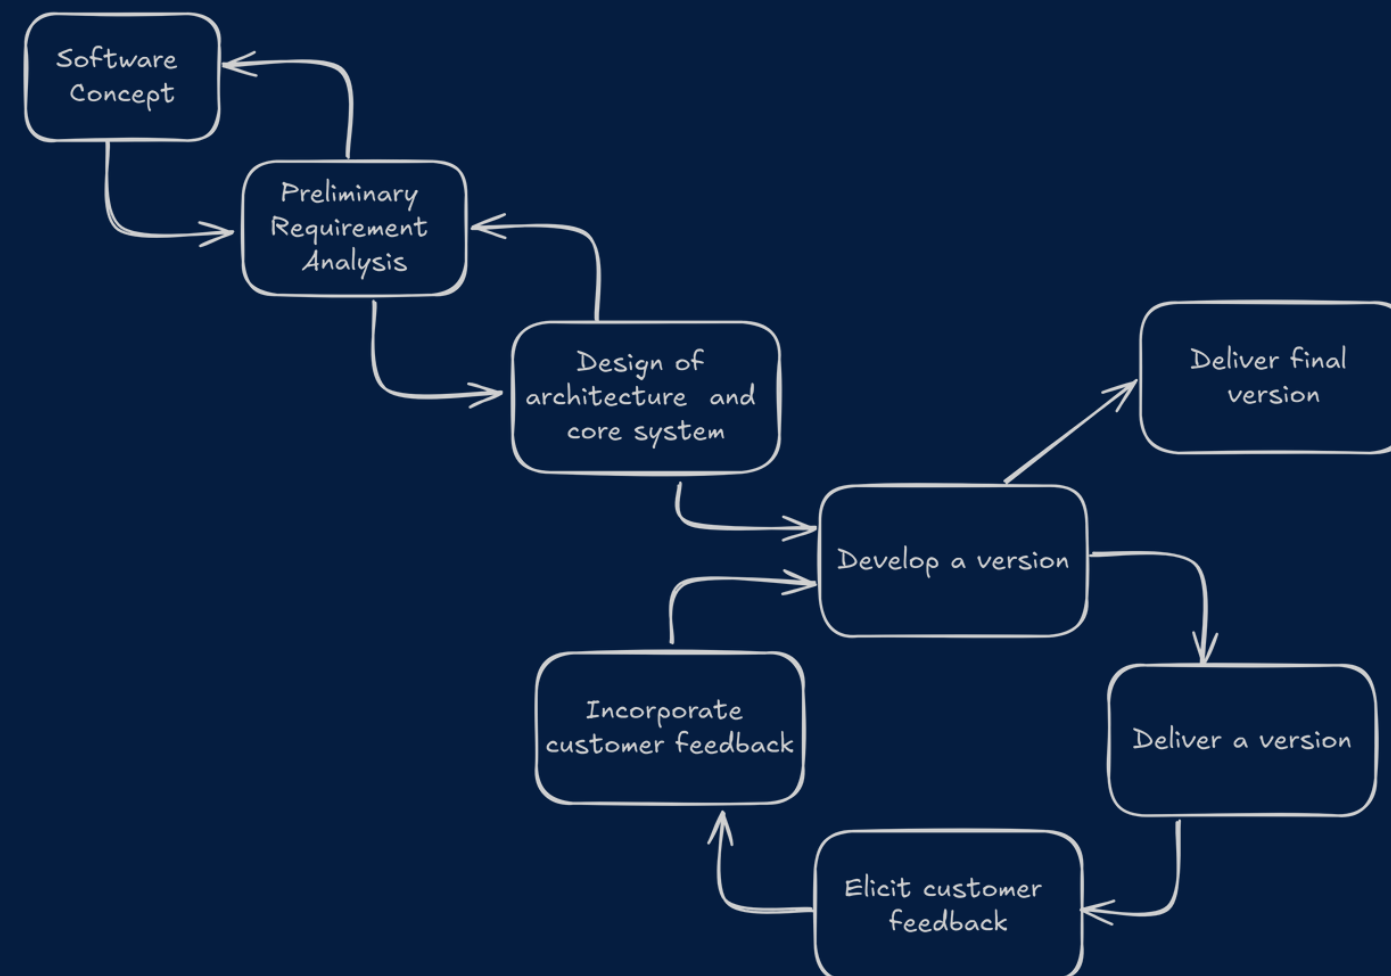 Software
Concept
Preliminary
Requirement
Analysis
Design of
architecture and
core system
Deliver final
version
Develop a version
Incorporate
customer feedback
Deliver a version
Elicit customer
feedback